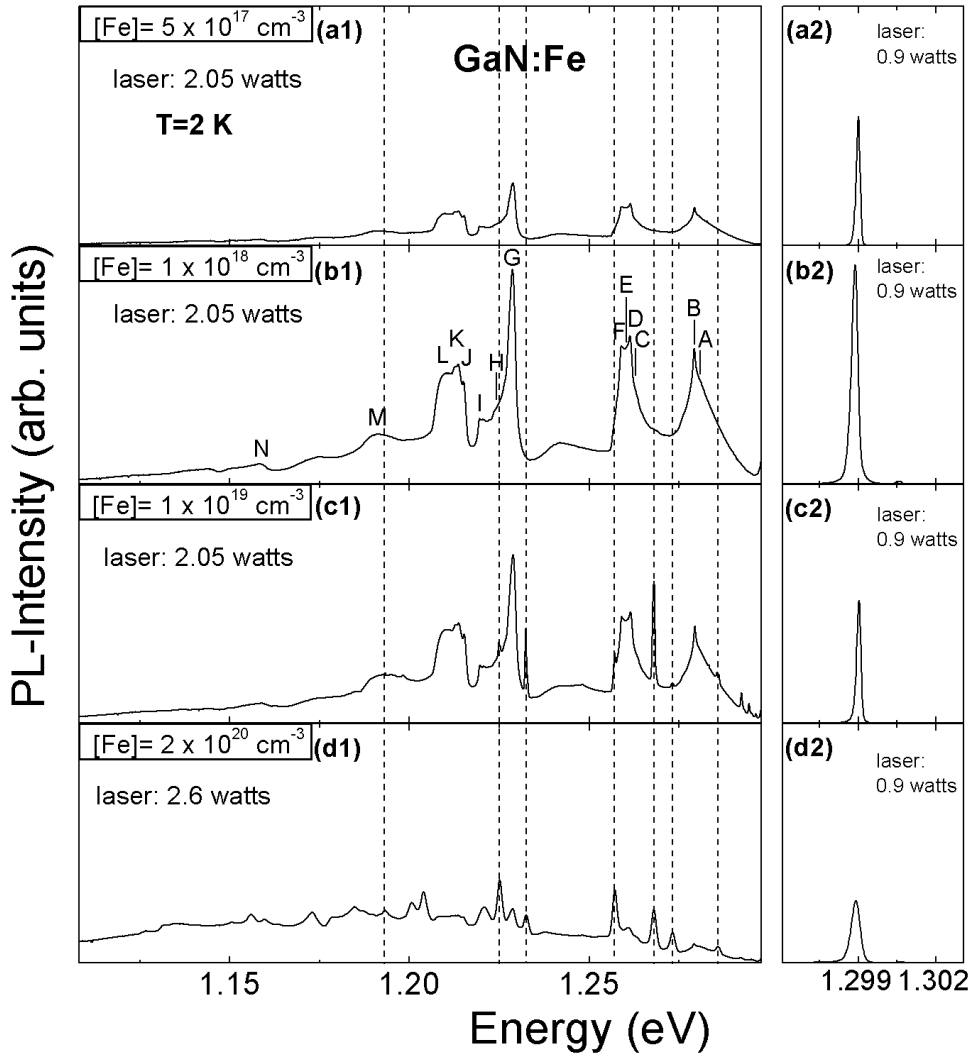 [Fe]= 5 x 10¹⁷ cm⁻³ (a1)
GaN:Fe
laser: 2.05 watts
T=2 K
(a2)
laser:
0.9 watts
[Fe]= 1 x 10¹⁸ cm⁻³ (b1)
laser: 2.05 watts
G
E
D
F
C
B
A
L
K
J
H
I
M
N
(b2)
laser:
0.9 watts
[Fe]= 1 x 10¹⁹ cm⁻³ (c1)
laser: 2.05 watts
(c2)
laser:
0.9 watts
[Fe]= 2 x 10²⁰ cm⁻³ (d1)
laser: 2.6 watts
(d2)
laser:
0.9 watts
PL-Intensity (arb. units)
1.15 1.20 1.25 1.299 1.302
Energy (eV)